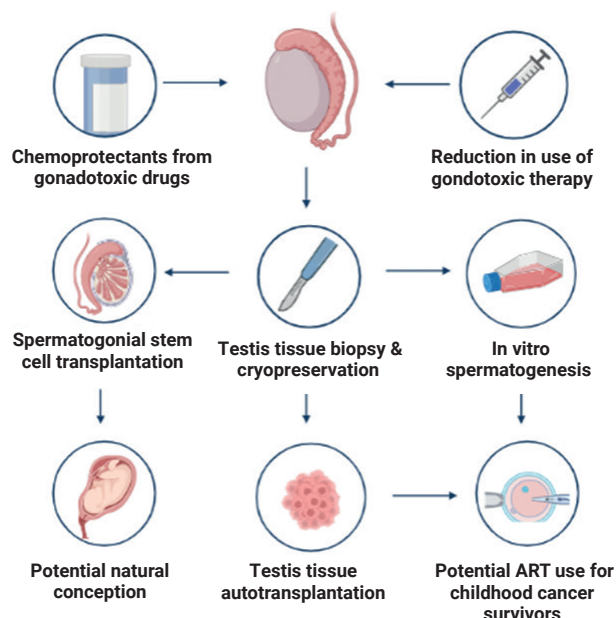 Chemoprotectants from
gonadotoxic drugs
Reduction in use of
gondotoxic therapy
Spermatogonial stem
cell transplantation
Testis tissue biopsy &
cryopreservation
In vitro
spermatogenesis
Potential natural
conception
Testis tissue
autotransplantation
Potential ART use for
childhood cancer
survivors